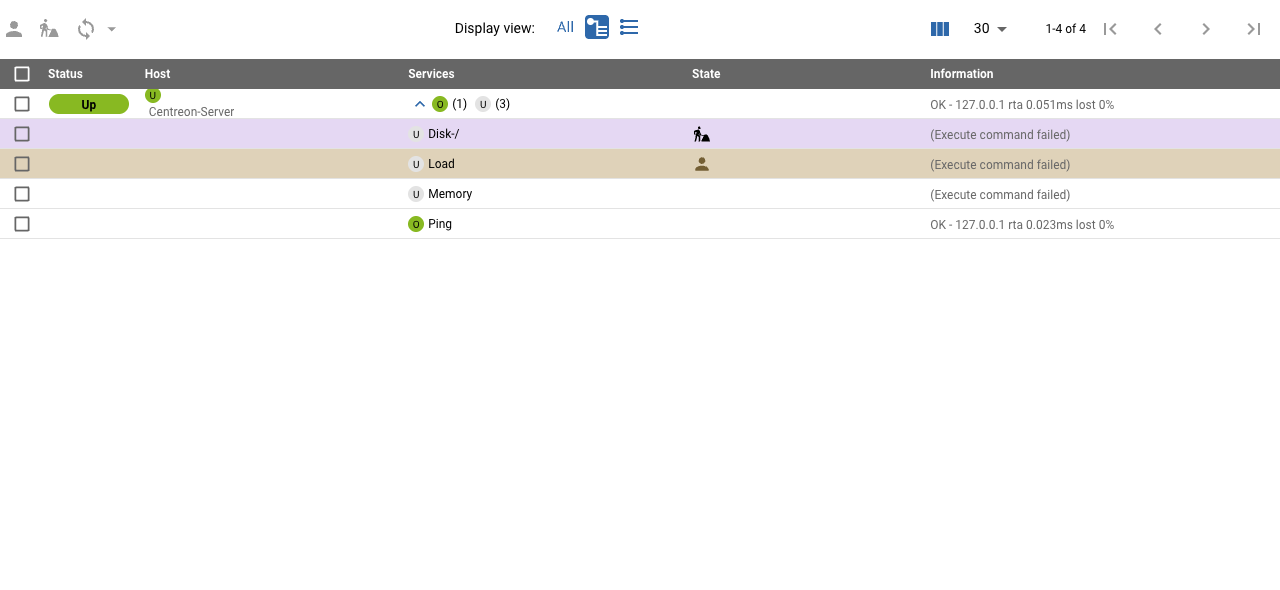 Display view: All 30 1-4 of 4
Status Host Services State Information
Up U Centreon-Server O (1) U (3) OK - 127.0.0.1 rta 0.051ms lost 0%
U Disk-/ (Execute command failed)
U Load (Execute command failed)
U Memory (Execute command failed)
O Ping OK - 127.0.0.1 rta 0.023ms lost 0%